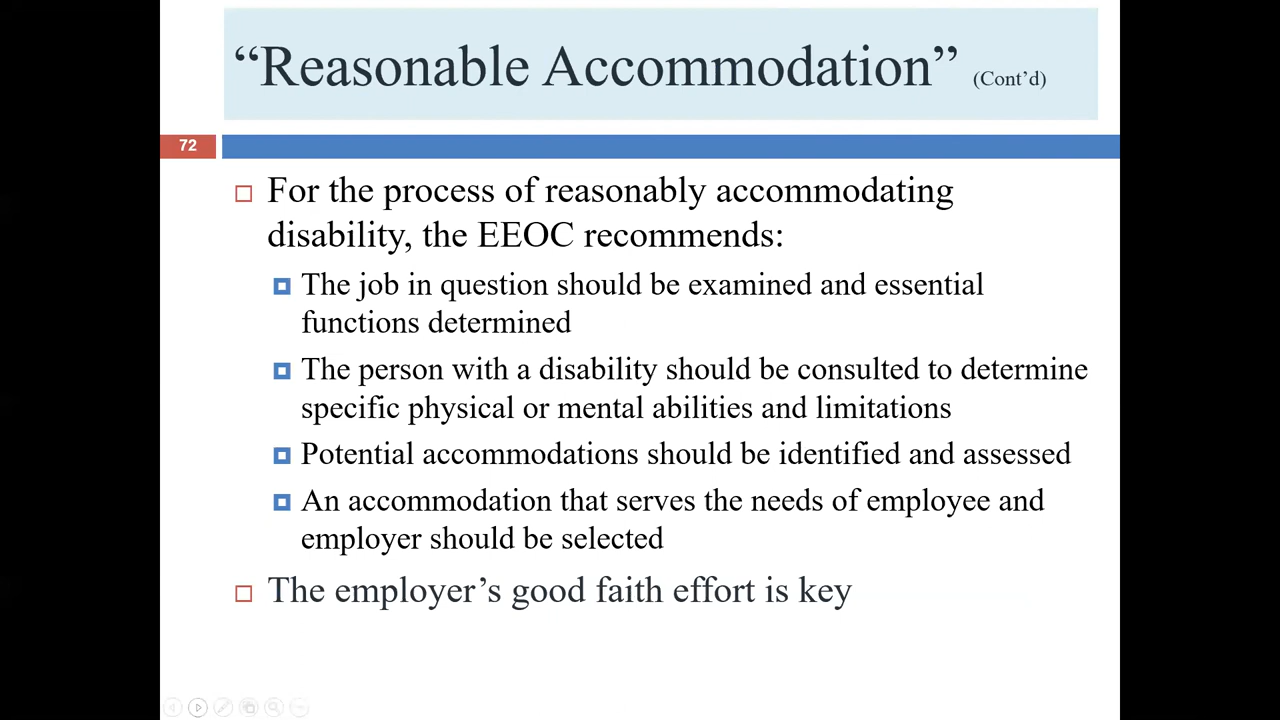 “Reasonable Accommodation” (Cont’d)
72
For the process of reasonably accommodating
disability, the EEOC recommends:
The job in question should be examined and essential
functions determined
The person with a disability should be consulted to determine
specific physical or mental abilities and limitations
Potential accommodations should be identified and assessed
An accommodation that serves the needs of employee and
employer should be selected
The employer’s good faith effort is key